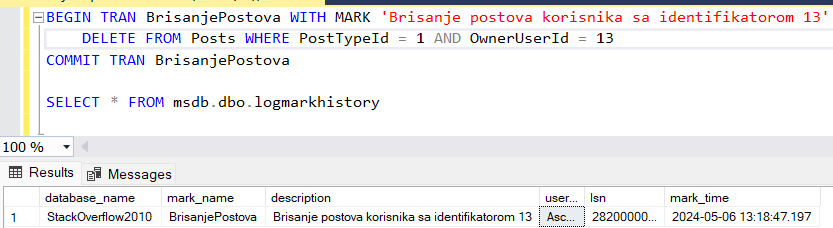 BEGIN TRAN BrisanjePostova WITH MARK 'Brisanje postova korisnika sa identifikatorom 13'
DELETE FROM Posts WHERE PostTypeId = 1 AND OwnerUserId = 13
COMMIT TRAN BrisanjePostova
SELECT * FROM msdb.dbo.logmarkhistory
100 %
Results Messages
database_name mark_name description user... lsn mark_time
1 StackOverflow2010 BrisanjePostova Brisanje postova korisnika sa identifikatorom 13 Asc... 28200000... 2024-05-06 13:18:47.197